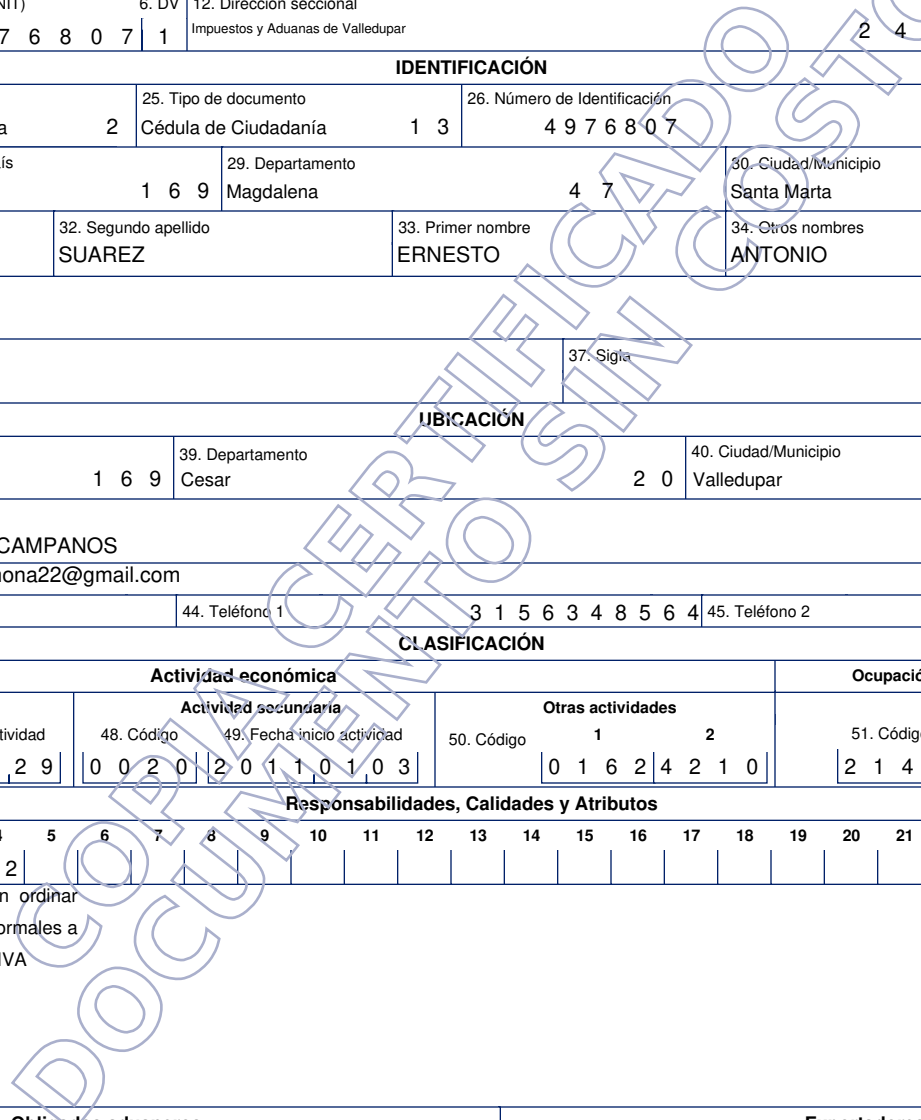 NIT) 6. DV 12. Dirección seccional
7 6 8 0 7 1 Impuestos y Aduanas de Valledupar 2 4
IDENTIFICACIÓN
25. Tipo de documento 26. Número de Identificación
a 2 Cédula de Ciudadanía 1 3 4 9 7 6 8 0 7
ís 29. Departamento 30. Ciudad/Municipio
1 6 9 Magdalena 4 7 Santa Marta
32. Segundo apellido 33. Primer nombre 34. Otros nombres
SUAREZ ERNESTO ANTONIO
37. Sigla
UBICACIÓN
39. Departamento 40. Ciudad/Municipio
1 6 9 Cesar 2 0 Valledupar
CAMPANOS
ona22@gmail.com
44. Teléfono 1 3 1 5 6 3 4 8 5 6 4 45. Teléfono 2
CLASIFICACIÓN
Actividad económica Ocupació
Actividad secundaria Otras actividades
tividad 48. Código 49. Fecha inicio actividad 50. Código 1 2 51. Códig
2 9 0 0 2 0 2 0 1 1 0 1 0 3 0 1 6 2 4 2 1 0 2 1 4
Responsabilidades, Calidades y Atributos
5 6 7 8 9 10 11 12 13 14 15 16 17 18 19 20 21
2
n ordinar
ormales a
IVA
COPIA CERTIFICADO
DOCUMENTO SIN COSTO